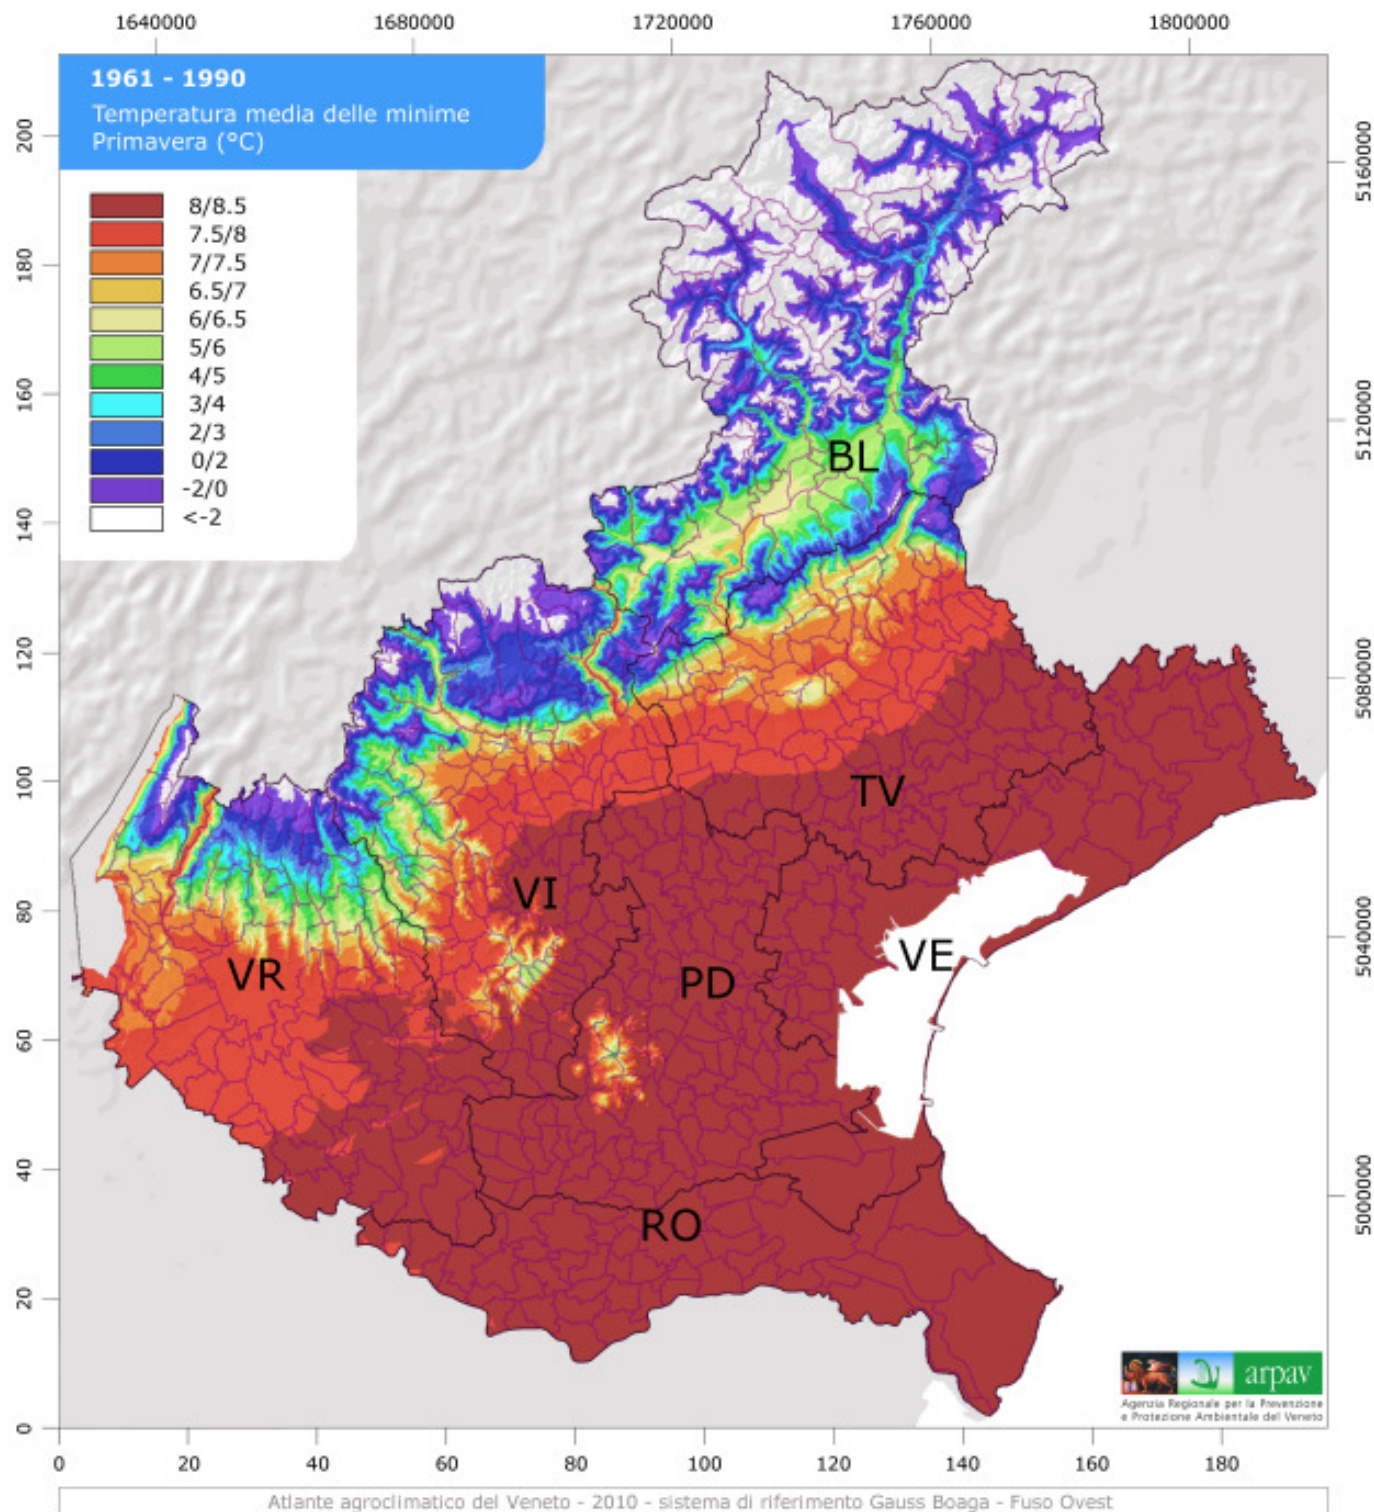 1640000 1680000 1720000 1760000 1800000
1961 - 1990
Temperatura media delle minime
Primavera (°C)
8/8.5
7.5/8
7/7.5
6.5/7
6/6.5
5/6
4/5
3/4
2/3
0/2
-2/0
<-2
200
180
160
140
120
100
80
60
40
20
0
5160000
5120000
5080000
5040000
5000000
BL
TV
VI
VR
PD
VE
RO
arpav
Agenzia Regionale per la Prevenzione
e Protezione Ambientale del Veneto
0 20 40 60 80 100 120 140 160 180
Atlante agroclimatico del Veneto - 2010 - sistema di riferimento Gauss Boaga - Fuso Ovest